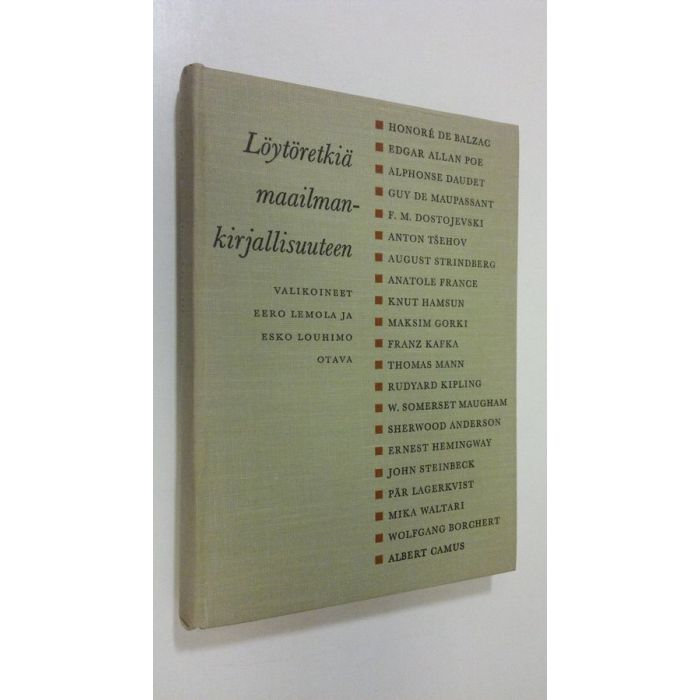 Löytöretkiä
maailman-
kirjallisuuteen
VALIKOINEET
EERO LEMOLA JA
ESKO LOUHIMO
OTAVA
HONORÉ DE BALZAC
EDGAR ALLAN POE
ALPHONSE DAUDET
GUY DE MAUPASSANT
F. M. DOSTOJEVSKI
ANTON TŠEHOV
AUGUST STRINDBERG
ANATOLE FRANCE
KNUT HAMSUN
MAKSIM GORKI
FRANZ KAFKA
THOMAS MANN
RUDYARD KIPLING
W. SOMERSET MAUGHAM
SHERWOOD ANDERSON
ERNEST HEMINGWAY
JOHN STEINBECK
PÄR LAGERKVIST
MIKA WALTARI
WOLFGANG BORCHERT
ALBERT CAMUS